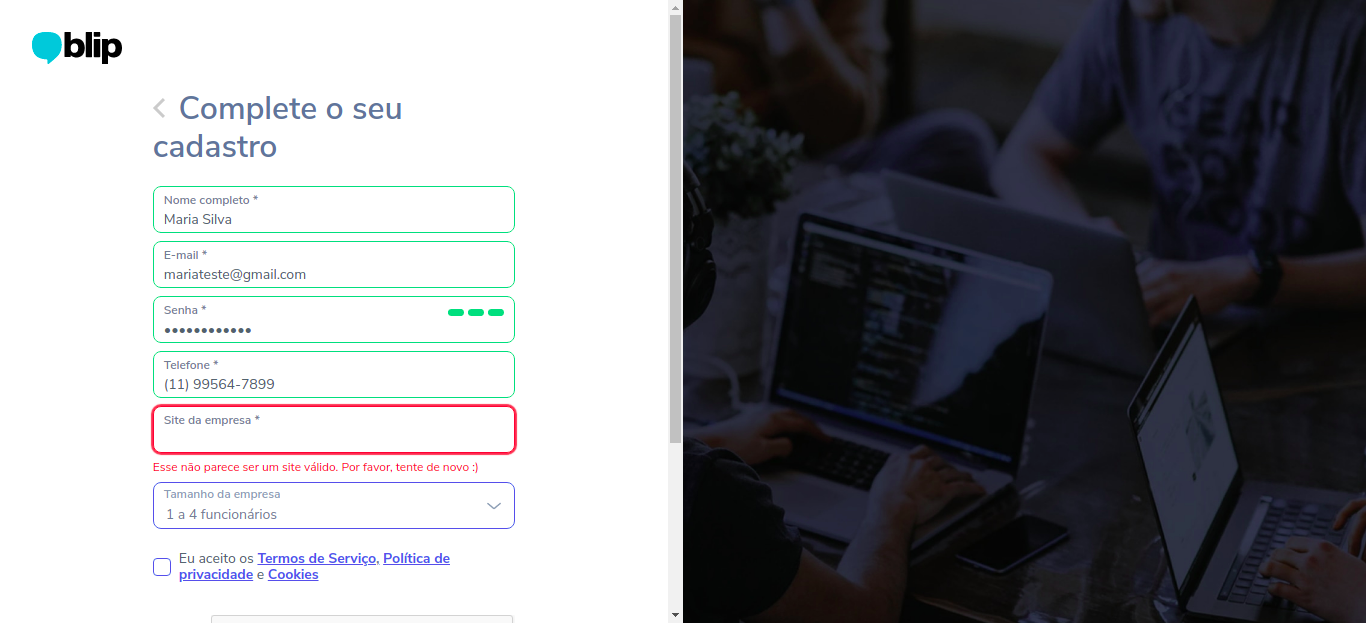 blip
Complete o seu
cadastro
Nome completo *
Maria Silva
E-mail *
mariateste@gmail.com
Senha *
••••••••••••
Telefone *
(11) 99564-7899
Site da empresa *
Esse não parece ser um site válido. Por favor, tente de novo :)
Tamanho da empresa
1 a 4 funcionários
Eu aceito os Termos de Serviço, Política de
privacidade e Cookies